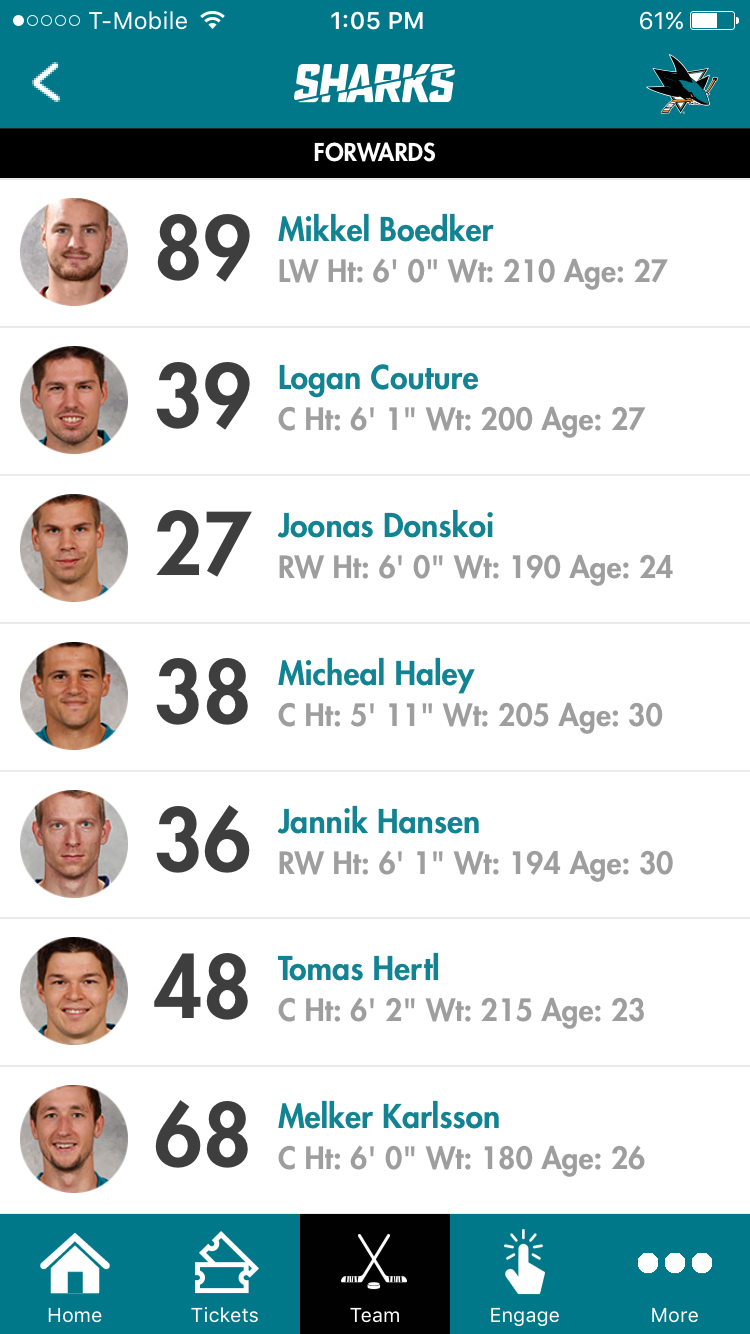 T-Mobile 1:05 PM 61%
SHARKS
FORWARDS
89 Mikkel Boedker
LW Ht: 6' 0" Wt: 210 Age: 27
39 Logan Couture
C Ht: 6' 1" Wt: 200 Age: 27
27 Joonas Donskoi
RW Ht: 6' 0" Wt: 190 Age: 24
38 Micheal Haley
C Ht: 5' 11" Wt: 205 Age: 30
36 Jannik Hansen
RW Ht: 6' 1" Wt: 194 Age: 30
48 Tomas Hertl
C Ht: 6' 2" Wt: 215 Age: 23
68 Melker Karlsson
C Ht: 6' 0" Wt: 180 Age: 26
Home Tickets Team Engage More